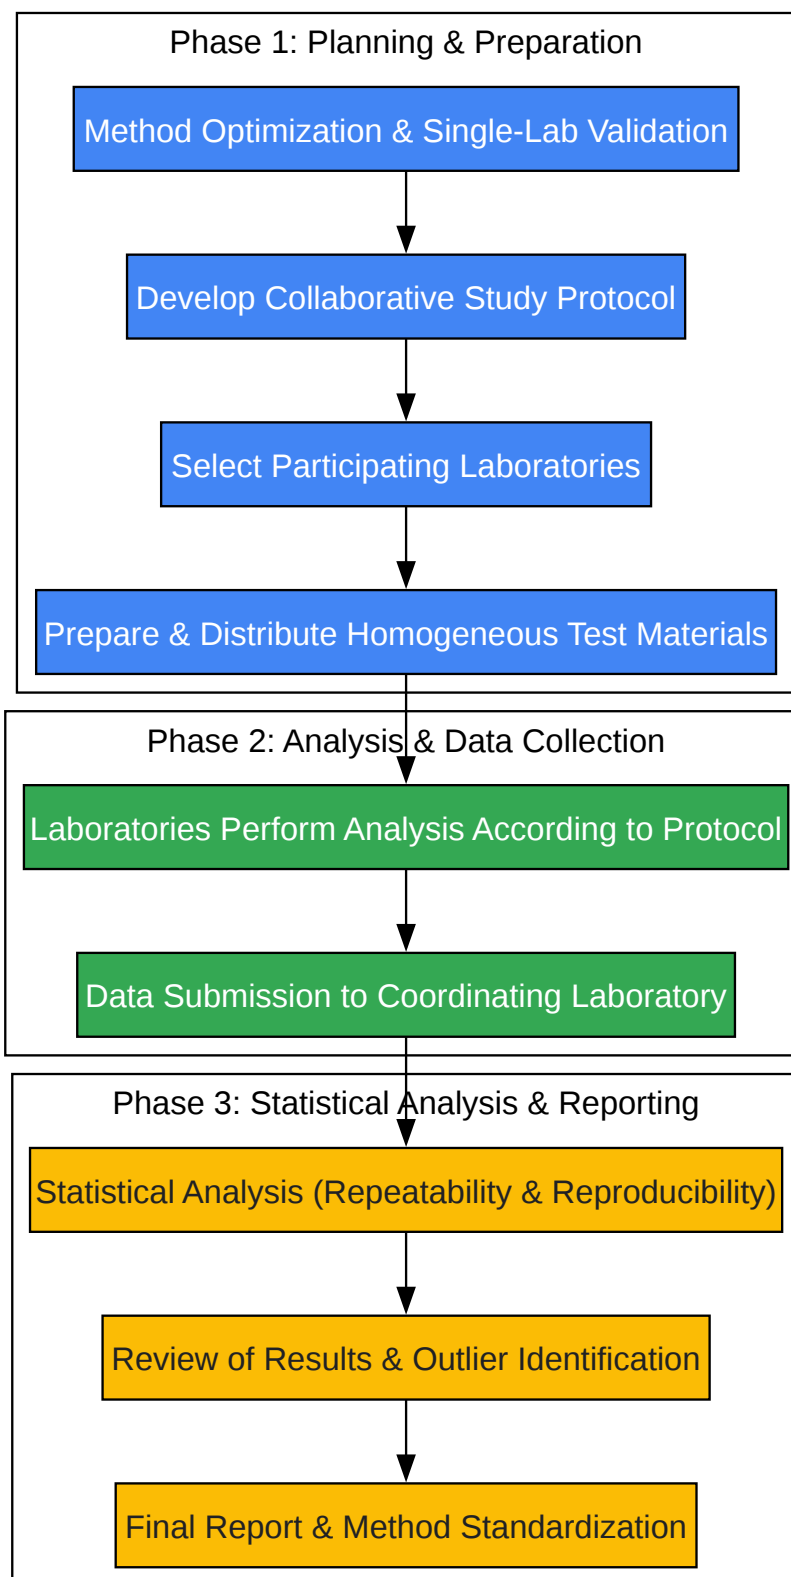 Phase 1: Planning & Preparation
Method Optimization & Single-Lab Validation
Develop Collaborative Study Protocol
Select Participating Laboratories
Prepare & Distribute Homogeneous Test Materials
Phase 2: Analysis & Data Collection
Laboratories Perform Analysis According to Protocol
Data Submission to Coordinating Laboratory
Phase 3: Statistical Analysis & Reporting
Statistical Analysis (Repeatability & Reproducibility)
Review of Results & Outlier Identification
Final Report & Method Standardization